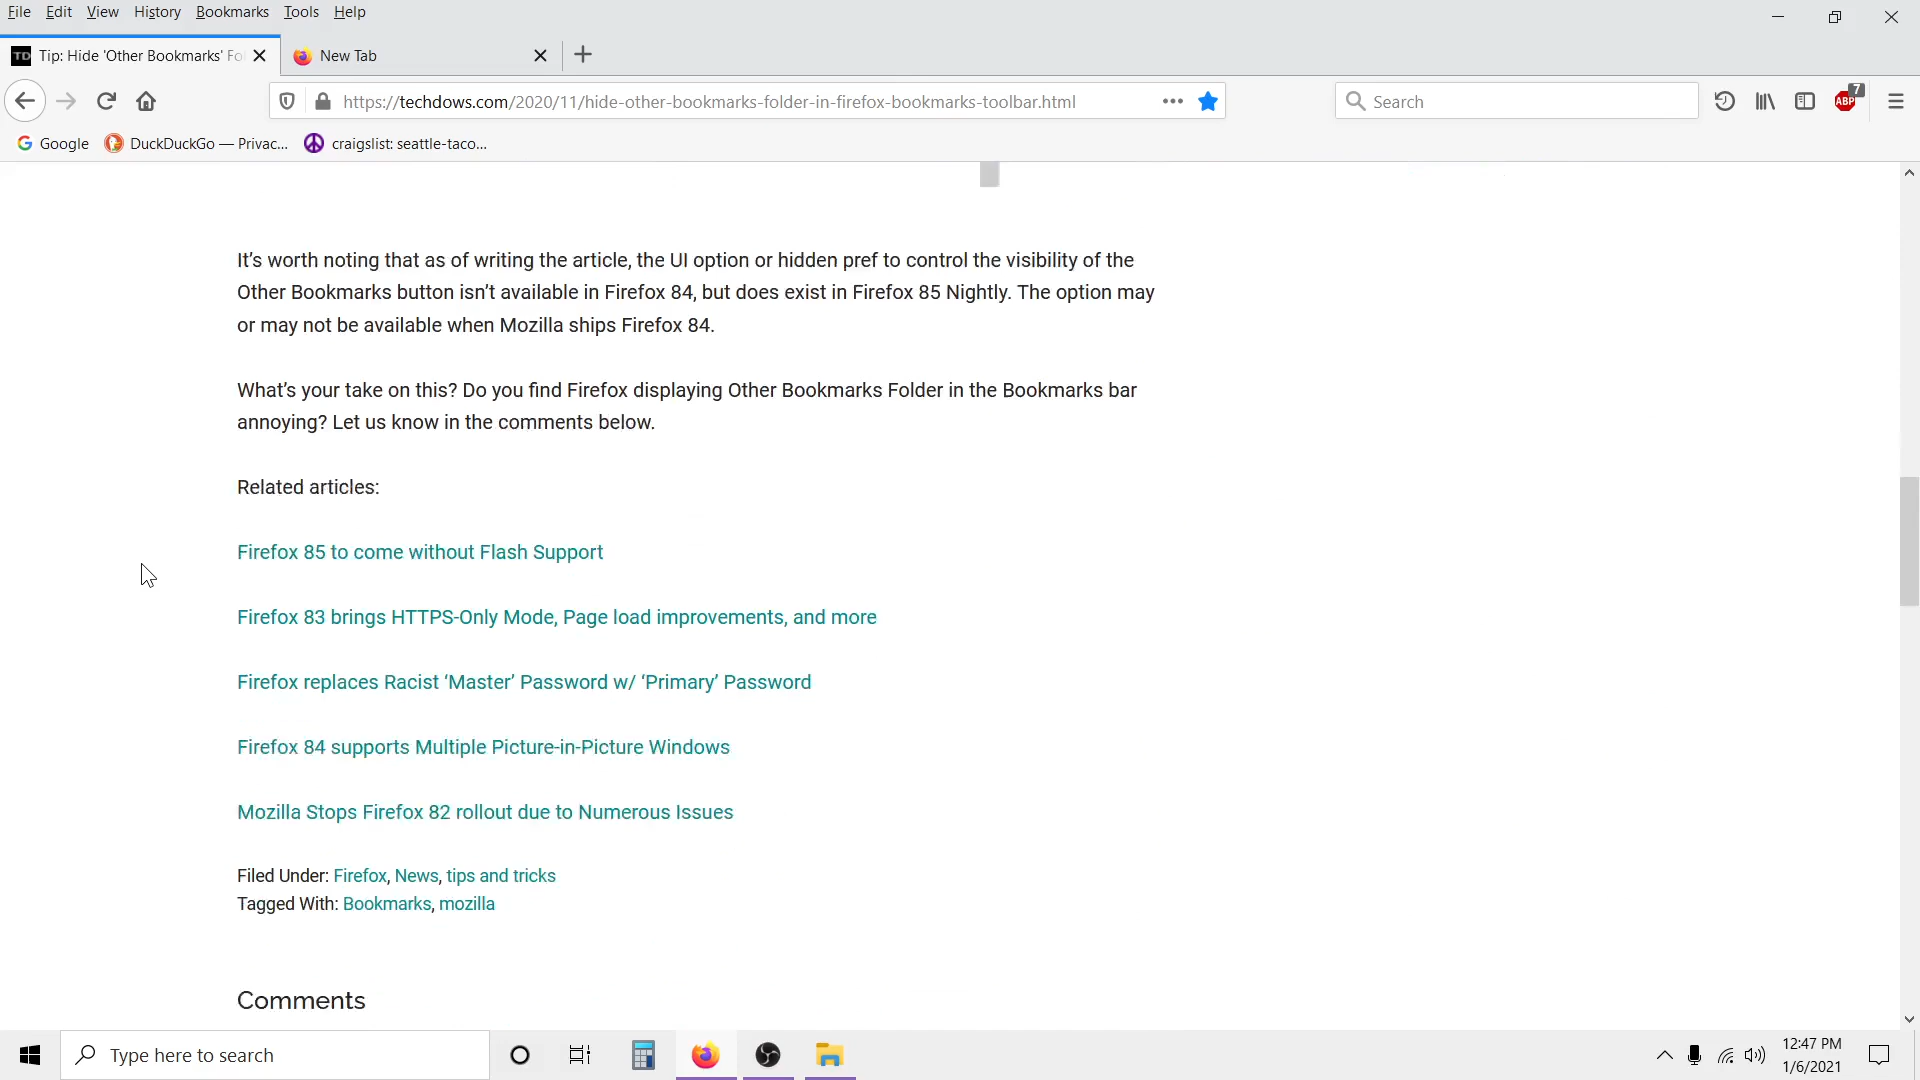 File Edit View History Bookmarks Tools Help
TD Tip: Hide 'Other Bookmarks' Fo
New Tab
https://techdows.com/2020/11/hide-other-bookmarks-folder-in-firefox-bookmarks-toolbar.html
Search
ABP 7
Google DuckDuckGo — Privac... craigslist: seattle-taco...
It’s worth noting that as of writing the article, the UI option or hidden pref to control the visibility of the
Other Bookmarks button isn’t available in Firefox 84, but does exist in Firefox 85 Nightly. The option may
or may not be available when Mozilla ships Firefox 84.
What’s your take on this? Do you find Firefox displaying Other Bookmarks Folder in the Bookmarks bar
annoying? Let us know in the comments below.
Related articles:
Firefox 85 to come without Flash Support
Firefox 83 brings HTTPS-Only Mode, Page load improvements, and more
Firefox replaces Racist ‘Master’ Password w/ ‘Primary’ Password
Firefox 84 supports Multiple Picture-in-Picture Windows
Mozilla Stops Firefox 82 rollout due to Numerous Issues
Filed Under: Firefox, News, tips and tricks
Tagged With: Bookmarks, mozilla
Comments
Type here to search
12:47 PM
1/6/2021